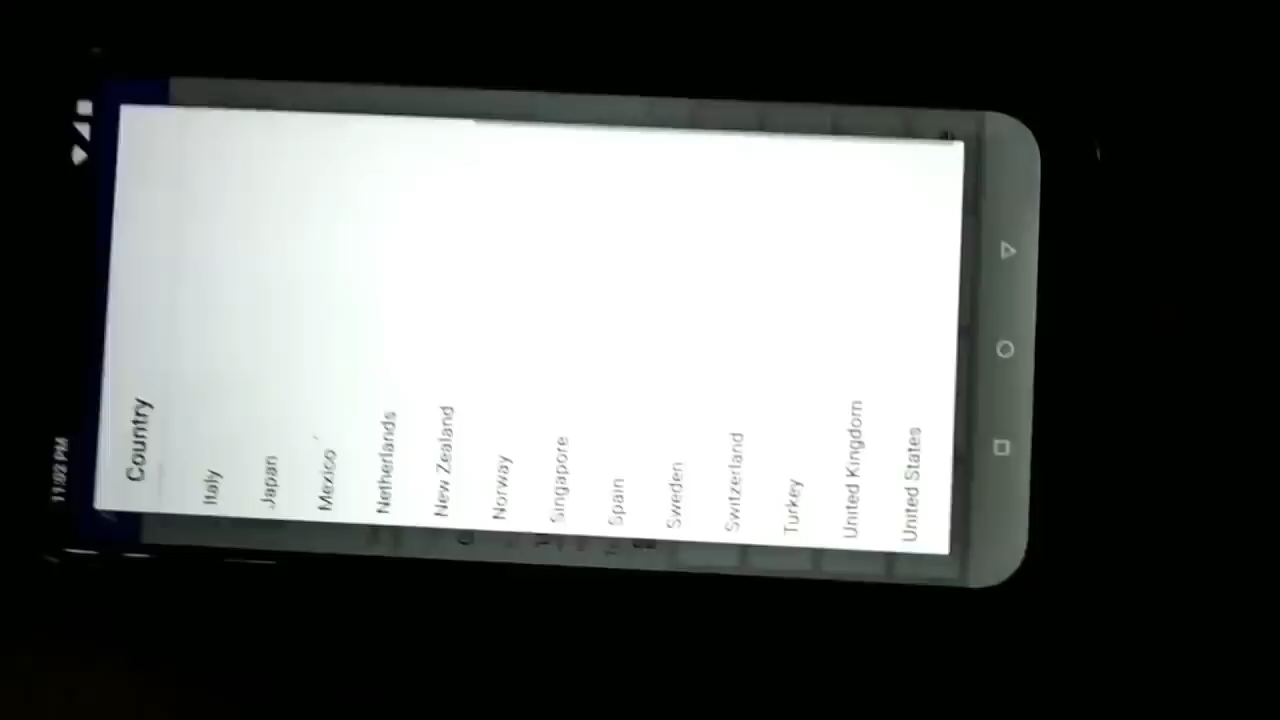 11:02 PM
Country
Italy
Japan
Mexico
Netherlands
New Zealand
Norway
Singapore
Spain
Sweden
Switzerland
Turkey
United Kingdom
United States